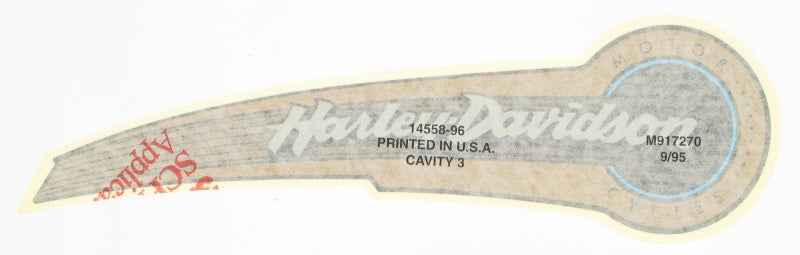 MOTOR
Harley-Davidson
CYCLES
14558-96
PRINTED IN U.S.A.
CAVITY 3
M917270
9/95